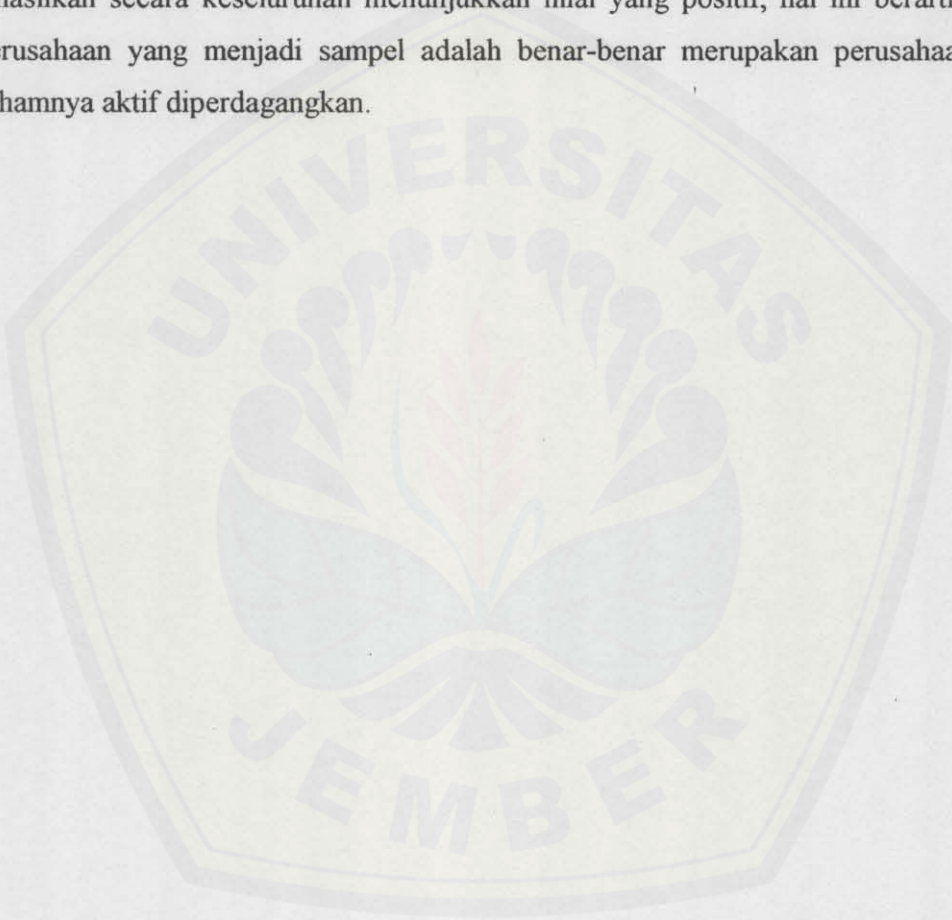 secara keseluruhan menunjukkan nilai yang positif, hal ini berarti
erusahaan yang menjadi sampel adalah benar-benar merupakan perusahaa
hamnya aktif diperdagangkan.
UNIVERSITAS
JEMBER